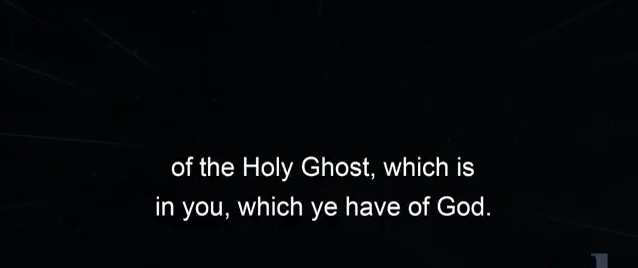 of the Holy Ghost, which is
in you, which ye have of God.